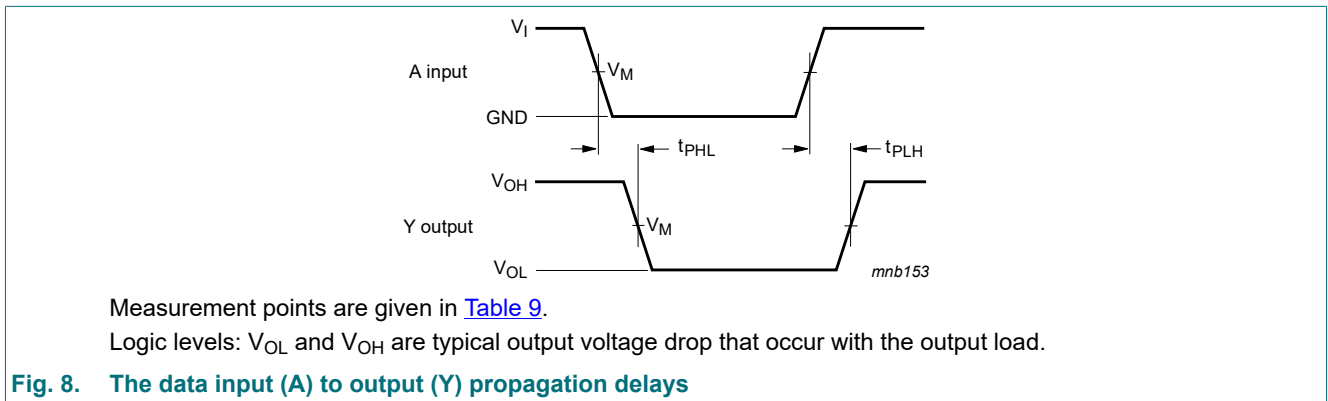 V_I
A input
V_M
GND
t_PHL
t_PLH
V_OH
Y output
V_M
V_OL
mnb153
Measurement points are given in Table 9.
Logic levels: V_OL and V_OH are typical output voltage drop that occur with the output load.
Fig. 8. The data input (A) to output (Y) propagation delays